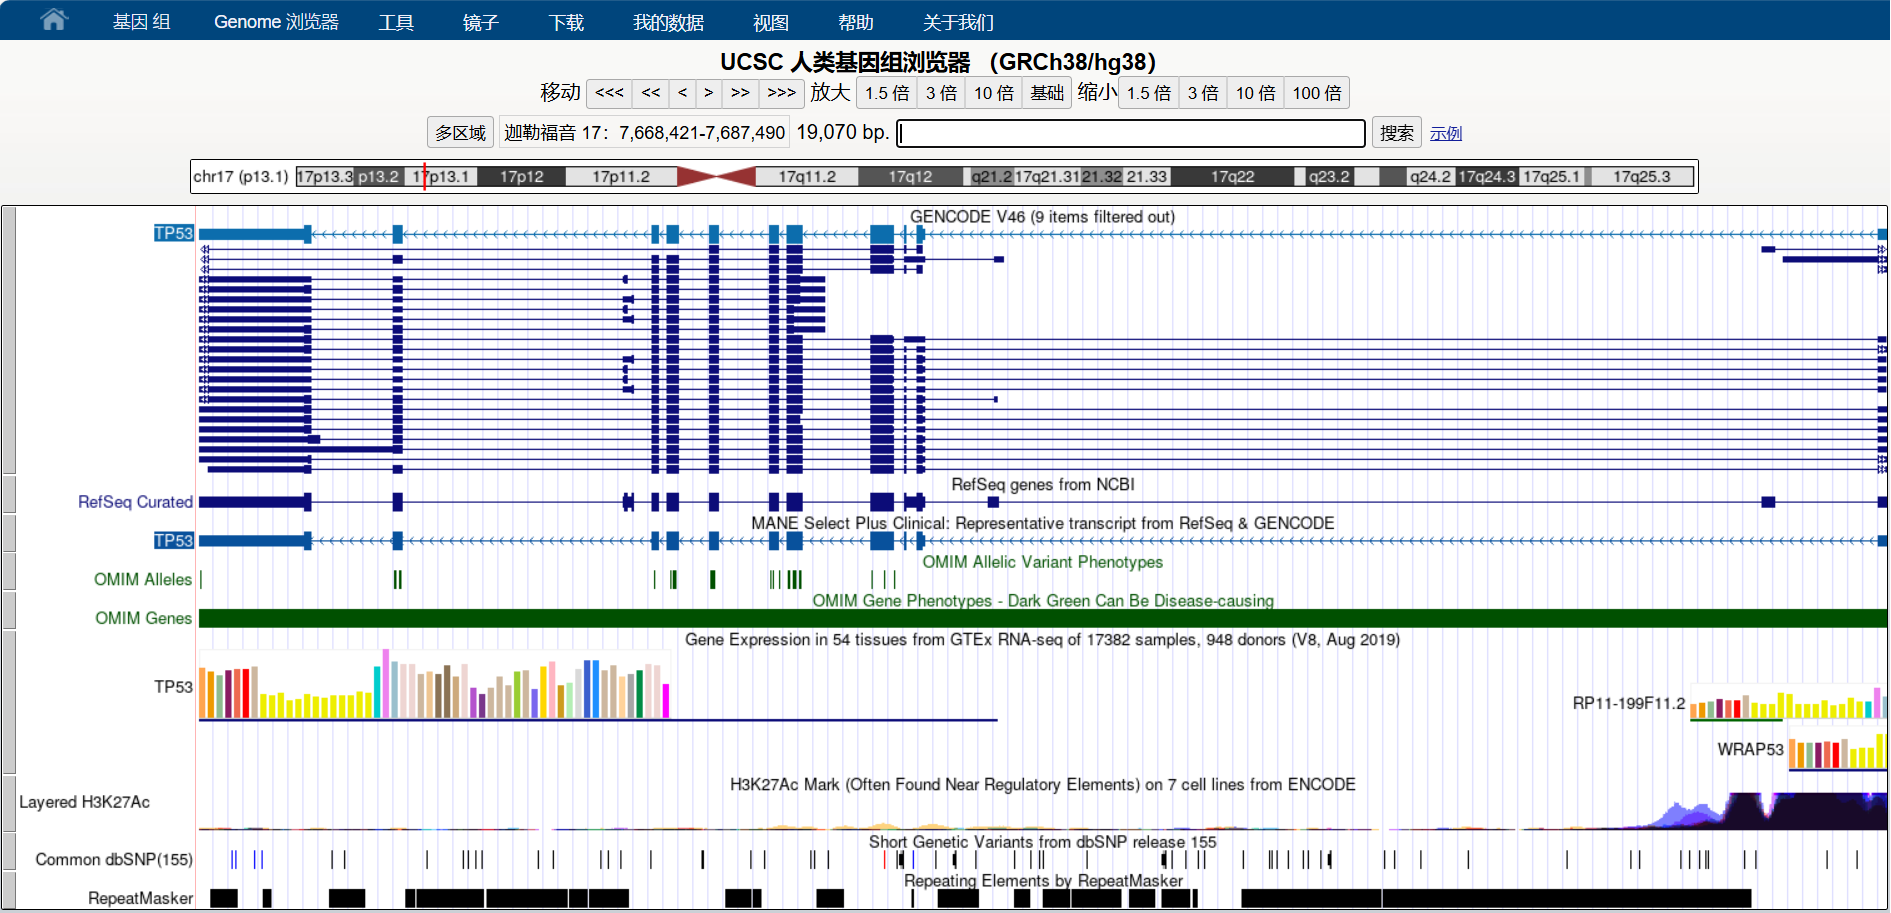 基因 组 Genome 浏览器 工具 镜子 下载 我的数据 视图 帮助 关于我们
UCSC 人类基因组浏览器 （GRCh38/hg38）
移动 <<< << < > >> >>> 放大 1.5 倍 3 倍 10 倍 基础 缩小 1.5 倍 3 倍 10 倍 100 倍
多区域 迦勒福音 17：7,668,421-7,687,490 19,070 bp. 搜索 示例
chr17 (p13.1) 17p13.3 p13.2 17p13.1 17p12 17p11.2 17q11.2 17q12 q21.2 17q21.31 21.32 21.33 17q22 q23.2 q24.2 17q24.3 17q25.1 17q25.3
GENCODE V46 (9 items filtered out)
TP53
RefSeq genes from NCBI
RefSeq Curated
MANE Select Plus Clinical: Representative transcript from RefSeq & GENCODE
TP53
OMIM Allelic Variant Phenotypes
OMIM Alleles
OMIM Gene Phenotypes - Dark Green Can Be Disease-causing
OMIM Genes
Gene Expression in 54 tissues from GTEx RNA-seq of 17382 samples, 948 donors (V8, Aug 2019)
TP53
RP11-199F11.2
WRAP53
H3K27Ac Mark (Often Found Near Regulatory Elements) on 7 cell lines from ENCODE
Layered H3K27Ac
Short Genetic Variants from dbSNP release 155
Common dbSNP(155)
Repeating Elements by RepeatMasker
RepeatMasker